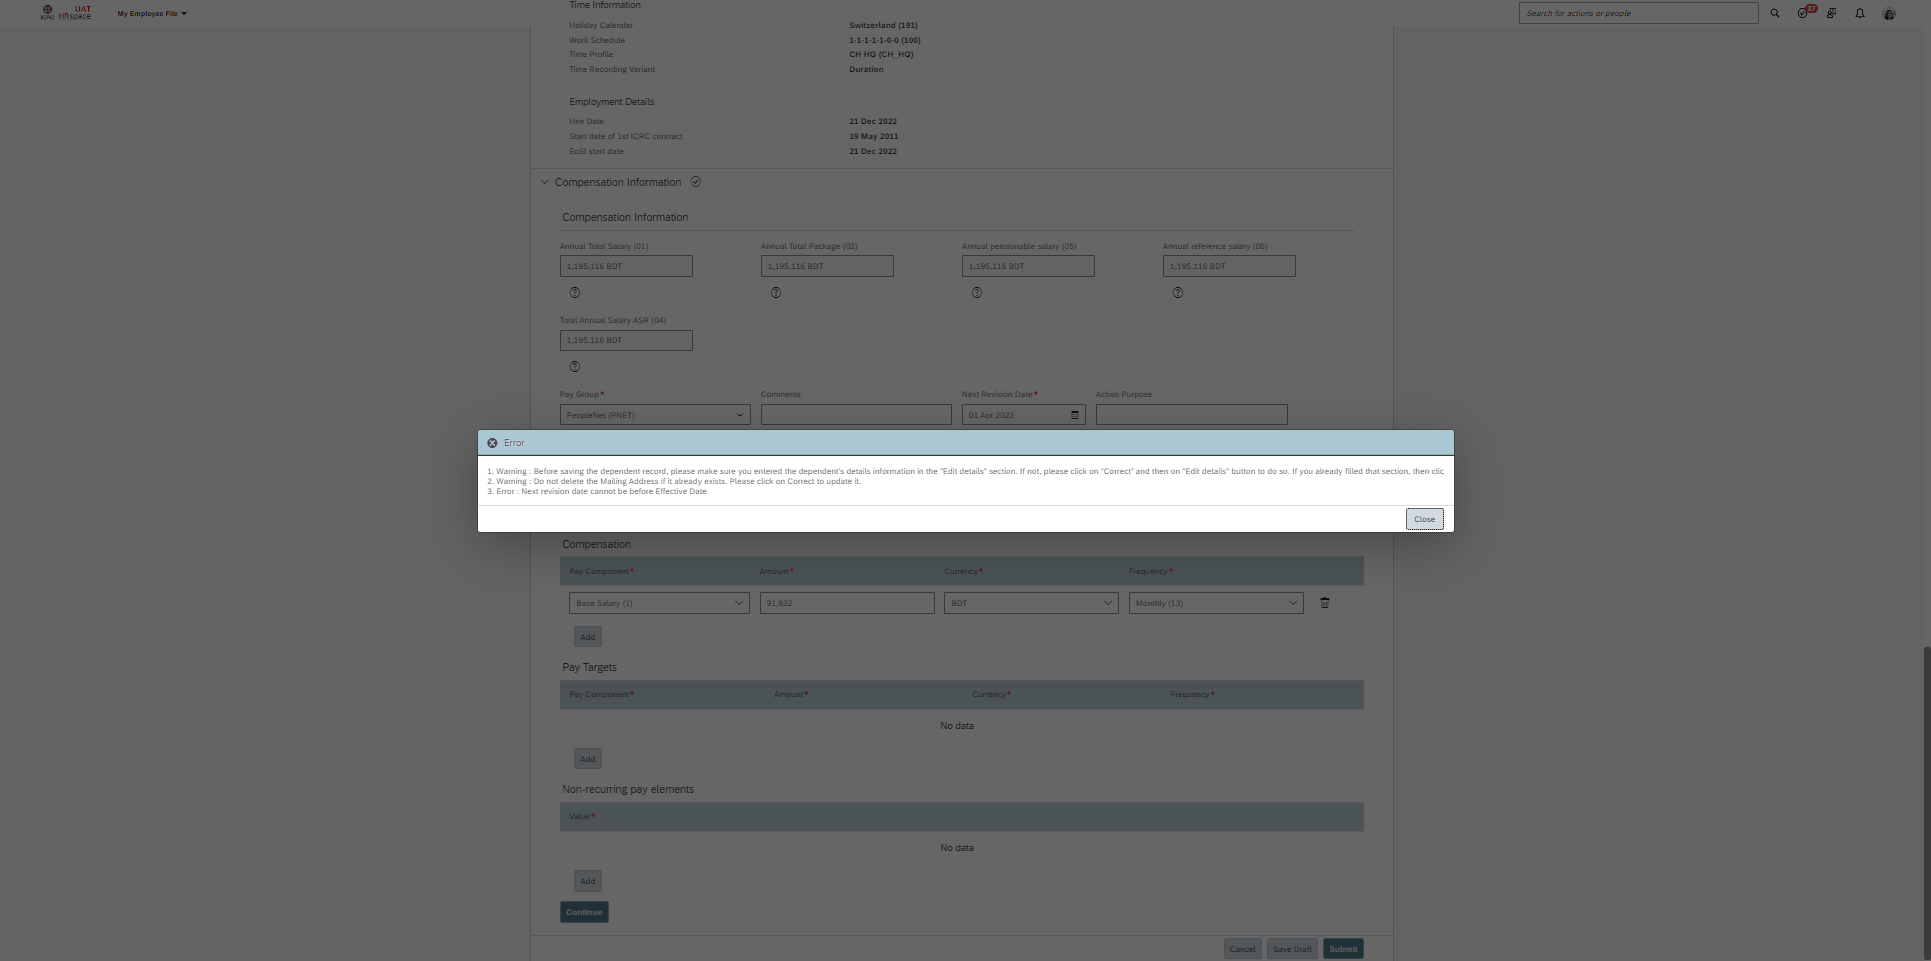 UAT
ICRC HRspace
My Employee File
Search for actions or people
37
Time Information
Holiday Calendar Switzerland (191)
Work Schedule 1-1-1-1-1-0-0 (100)
Time Profile CH HQ (CH_HQ)
Time Recording Variant Duration
Employment Details
Hire Date 21 Dec 2022
Start date of 1st ICRC contract 19 May 2011
EoSI start date 21 Dec 2022
Compensation Information
Compensation Information
Annual Total Salary (01) Annual Total Package (02) Annual pensionable salary (05) Annual reference salary (06)
1,195,116 BDT 1,195,116 BDT 1,195,116 BDT 1,195,116 BDT
Total Annual Salary ASR (04)
1,195,116 BDT
Pay Group* Comments Next Revision Date* Action Purpose
PeopleNet (PNET) 01 Apr 2022
Error
1. Warning : Before saving the dependent record, please make sure you entered the dependent's details information in the "Edit details" section. If not, please click on "Correct" and then on "Edit details" button to do so. If you already filled that section, then clic
2. Warning : Do not delete the Mailing Address if it already exists. Please click on Correct to update it.
3. Error : Next revision date cannot be before Effective Date
Close
Compensation
Pay Component* Amount* Currency* Frequency*
Base Salary (1) 91,932 BDT Monthly (13)
Add
Pay Targets
Pay Component* Amount* Currency* Frequency*
No data
Add
Non-recurring pay elements
Value*
No data
Add
Continue
Cancel Save Draft Submit